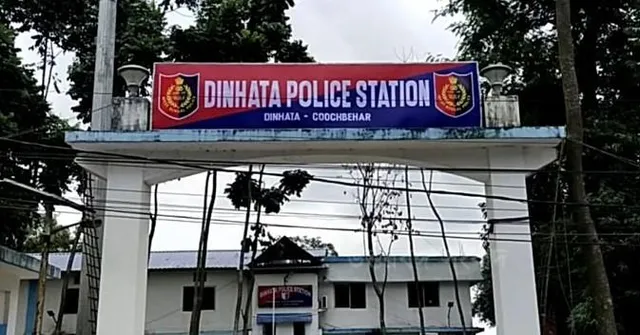 DINHATA POLICE STATION
DINHATA - COOCHBEHAR